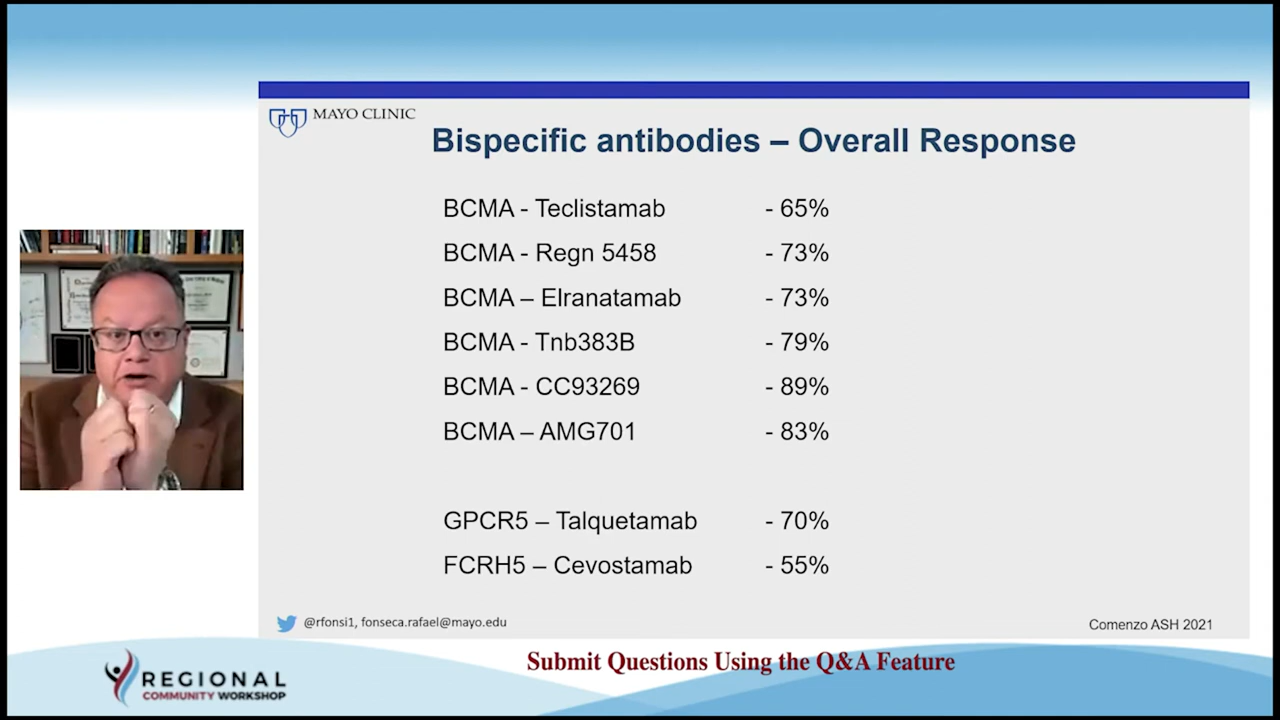 MAYO CLINIC
Bispecific antibodies – Overall Response
BCMA - Teclistamab - 65%
BCMA - Regn 5458 - 73%
BCMA – Elranatamab - 73%
BCMA - Tnb383B - 79%
BCMA - CC93269 - 89%
BCMA – AMG701 - 83%
GPCR5 – Talquetamab - 70%
FCRH5 – Cevostamab - 55%
@rfonsi1, fonseca.rafael@mayo.edu
Comenzo ASH 2021
Submit Questions Using the Q&A Feature
REGIONAL
COMMUNITY WORKSHOP